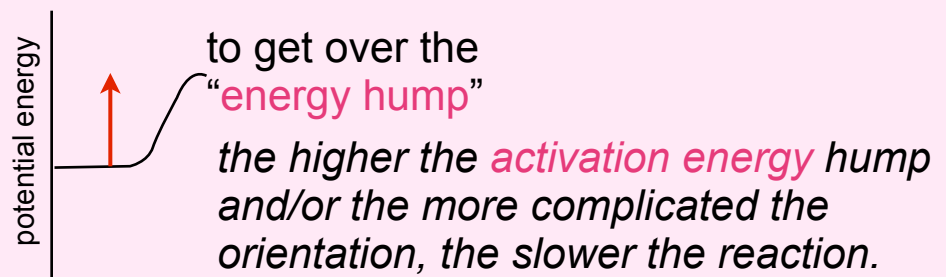 potential energy
to get over the
“energy hump”
the higher the activation energy hump
and/or the more complicated the
orientation, the slower the reaction.